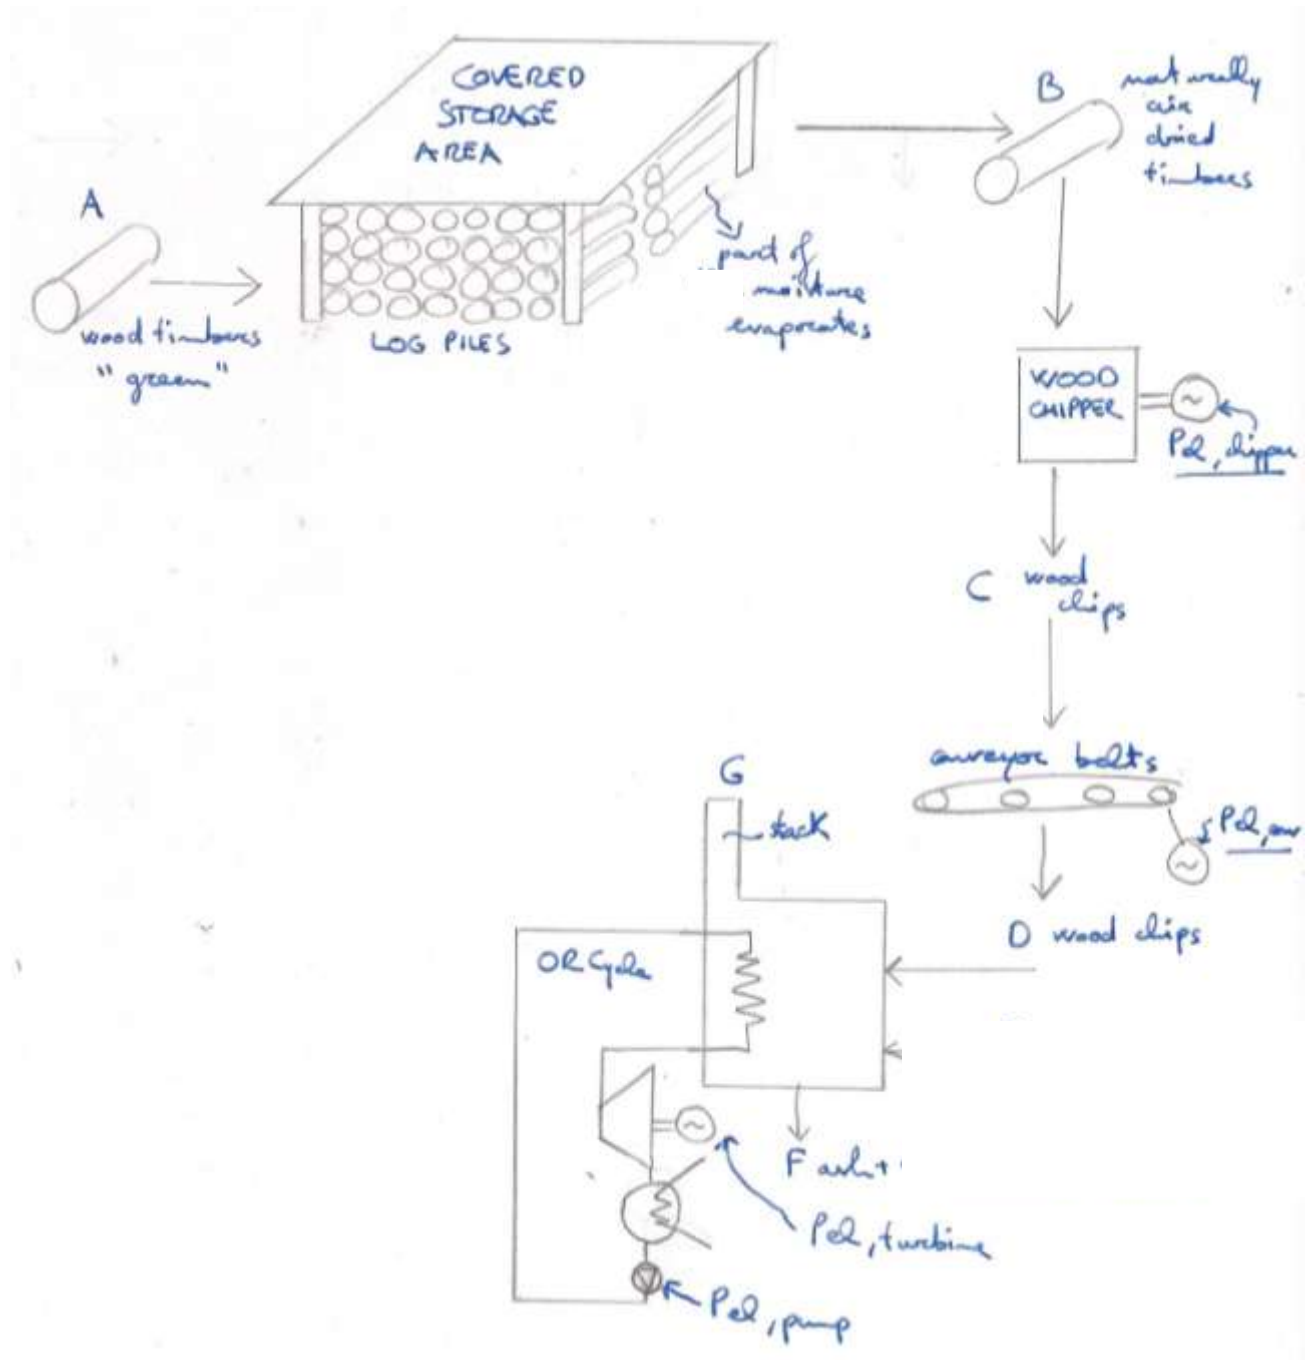 COVERED
STORAGE
AREA
A
wood timbers
"green"
LOG PILES
part of
moisture
evaporates
B
naturally
air
dried
timbers
WOOD
CHIPPER
Pel, chipper
C wood
chips
conveyor belts
Pel, conv
D wood chips
G
stack
ORCycle
F ash+
Pel, turbine
Pel, pump